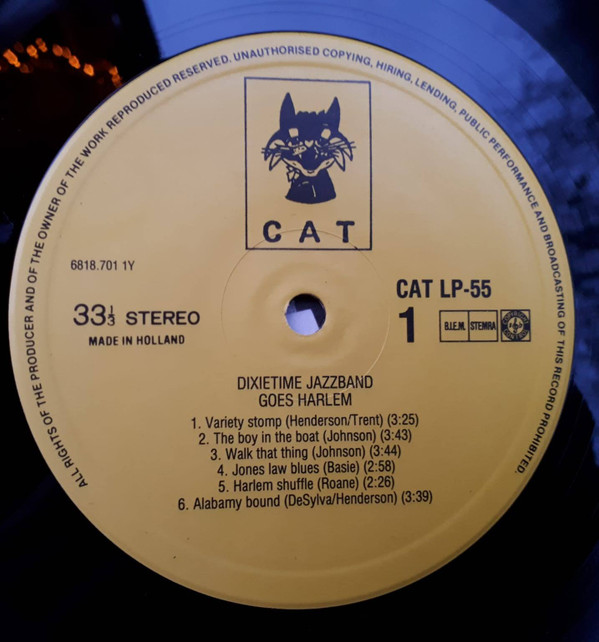 ALL RIGHTS OF THE PRODUCER AND OF THE OWNER OF THE WORK REPRODUCED RESERVED. UNAUTHORISED COPYING, HIRING, LENDING, PUBLIC PERFORMANCE AND BROADCASTING OF THIS RECORD PROHIBITED.
CAT
6818.701 1Y
CAT LP-55
33⅓ STEREO
1
B.I.E.M.
STEMRA
MADE IN HOLLAND
DIXIETIME JAZZBAND
GOES HARLEM
1. Variety stomp (Henderson/Trent) (3:25)
2. The boy in the boat (Johnson) (3:43)
3. Walk that thing (Johnson) (3:44)
4. Jones law blues (Basie) (2:58)
5. Harlem shuffle (Roane) (2:26)
6. Alabamy bound (DeSylva/Henderson) (3:39)